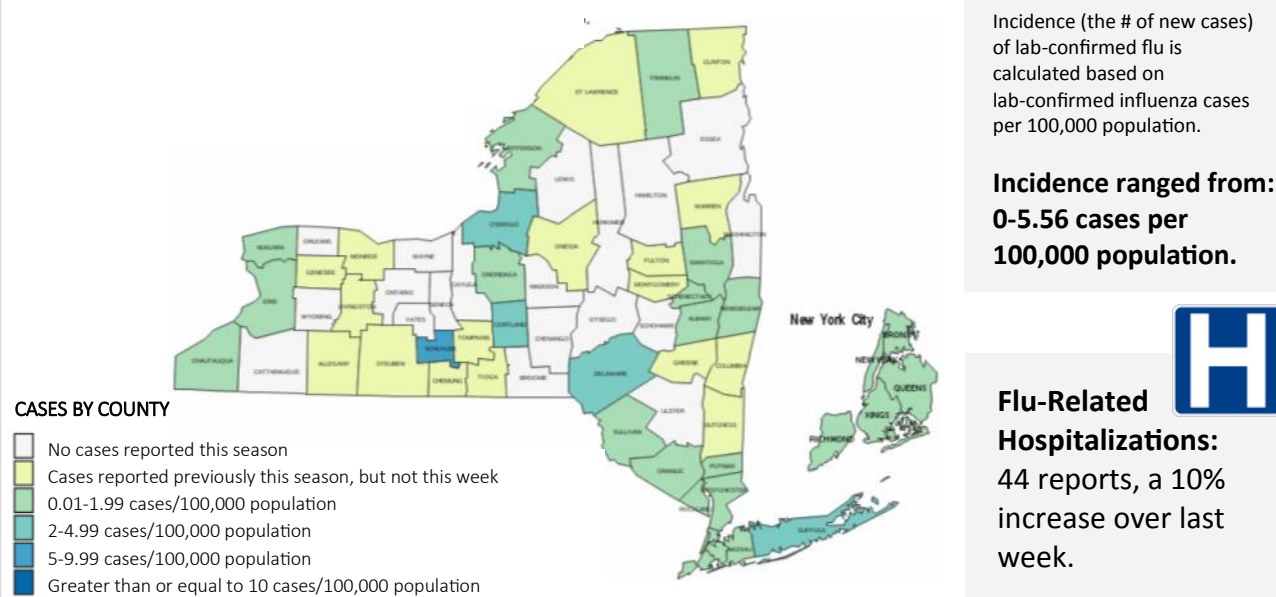 ST LAWRENCE
FRANKLIN
CLINTON
ESSEX
JEFFERSON
LEWIS
HAMILTON
HERKIMER
WARREN
WASHINGTON
OSWEGO
ONEIDA
FULTON
SARATOGA
MONTGOMERY
SCHENECTADY
NIAGARA
ORLEANS
MONROE
WAYNE
GENESEE
ERIE
WYOMING
LIVINGSTON
ONTARIO
YATES
SENECA
CAYUGA
ONONDAGA
MADISON
CORTLAND
CHENANGO
OTSEGO
SCHOHARIE
ALBANY
RENSSELAER
CHAUTAUQUA
CATTARAUGUS
ALLEGANY
STEUBEN
SCHUYLER
TOMPKINS
CHEMUNG
TIOGA
BROOME
DELAWARE
GREENE
COLUMBIA
ULSTER
DUTCHESS
SULLIVAN
ORANGE
PUTNAM
WESTCHESTER
ROCKLAND
NASSAU
SUFFOLK
New York City
BRONX
NEW YORK
QUEENS
KINGS
RICHMOND
CASES BY COUNTY
No cases reported this season
Cases reported previously this season, but not this week
0.01-1.99 cases/100,000 population
2-4.99 cases/100,000 population
5-9.99 cases/100,000 population
Greater than or equal to 10 cases/100,000 population
Incidence (the # of new cases)
of lab-confirmed flu is
calculated based on
lab-confirmed influenza cases
per 100,000 population.
Incidence ranged from:
0-5.56 cases per
100,000 population.
H
Flu-Related
Hospitalizations:
44 reports, a 10%
increase over last
week.